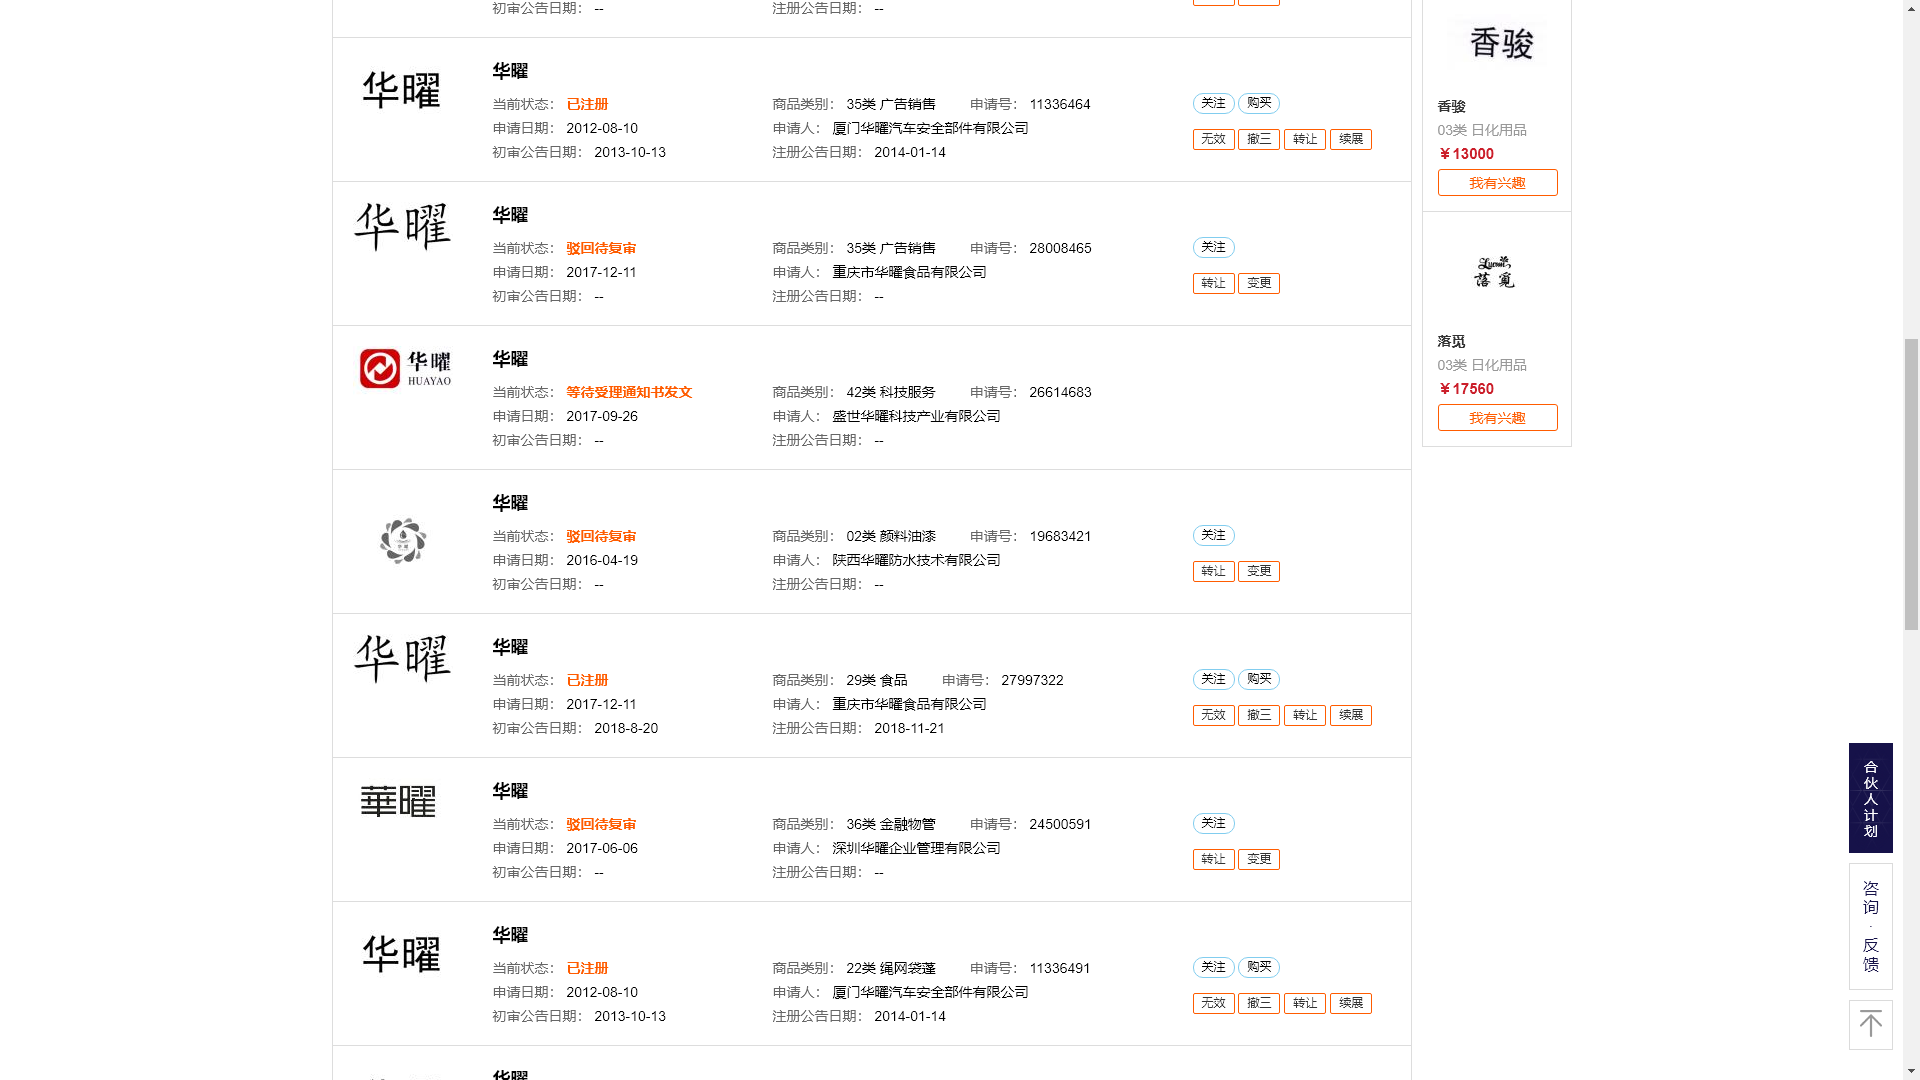 初审公告日期： --
注册公告日期： --
华曜
华曜
当前状态： 已注册
商品类别： 35类 广告销售
申请号： 11336464
关注
购买
申请日期： 2012-08-10
申请人： 厦门华曜汽车安全部件有限公司
无效
撤三
转让
续展
初审公告日期： 2013-10-13
注册公告日期： 2014-01-14
华曜
华曜
当前状态： 驳回待复审
商品类别： 35类 广告销售
申请号： 28008465
关注
申请日期： 2017-12-11
申请人： 重庆市华曜食品有限公司
转让
变更
初审公告日期： --
注册公告日期： --
华曜
HUAYAO
华曜
当前状态： 等待受理通知书发文
商品类别： 42类 科技服务
申请号： 26614683
申请日期： 2017-09-26
申请人： 盛世华曜科技产业有限公司
初审公告日期： --
注册公告日期： --
华曜
当前状态： 驳回待复审
商品类别： 02类 颜料油漆
申请号： 19683421
关注
申请日期： 2016-04-19
申请人： 陕西华曜防水技术有限公司
转让
变更
初审公告日期： --
注册公告日期： --
华曜
华曜
当前状态： 已注册
商品类别： 29类 食品
申请号： 27997322
关注
购买
申请日期： 2017-12-11
申请人： 重庆市华曜食品有限公司
无效
撤三
转让
续展
初审公告日期： 2018-8-20
注册公告日期： 2018-11-21
華曜
华曜
当前状态： 驳回待复审
商品类别： 36类 金融物管
申请号： 24500591
关注
申请日期： 2017-06-06
申请人： 深圳华曜企业管理有限公司
转让
变更
初审公告日期： --
注册公告日期： --
华曜
华曜
当前状态： 已注册
商品类别： 22类 绳网袋蓬
申请号： 11336491
关注
购买
申请日期： 2012-08-10
申请人： 厦门华曜汽车安全部件有限公司
无效
撤三
转让
续展
初审公告日期： 2013-10-13
注册公告日期： 2014-01-14
华曜
香骏
香骏
03类 日化用品
￥13000
我有兴趣
落觅
落觅
03类 日化用品
￥17560
我有兴趣
合伙人计划
咨询·反馈